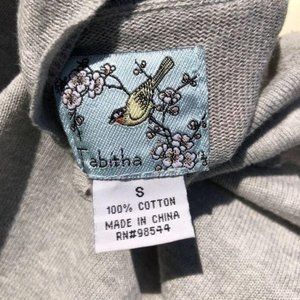 Tabitha
S
100% COTTON
MADE IN CHINA
RN#98544